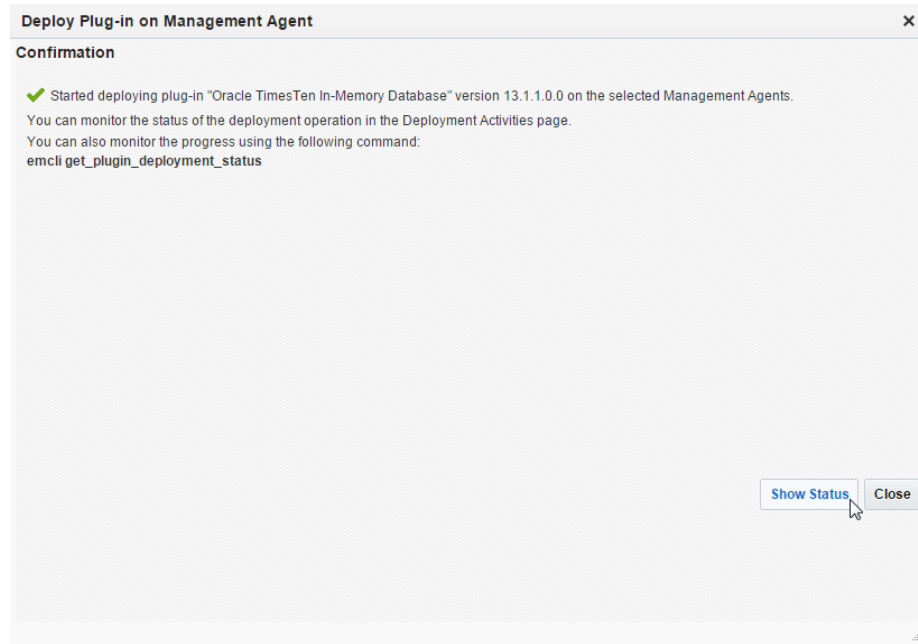 Deploy Plug-in on Management Agent
Confirmation
Started deploying plug-in "Oracle TimesTen In-Memory Database" version 13.1.1.0.0 on the selected Management Agents.
You can monitor the status of the deployment operation in the Deployment Activities page.
You can also monitor the progress using the following command:
emcli get_plugin_deployment_status
Show Status Close